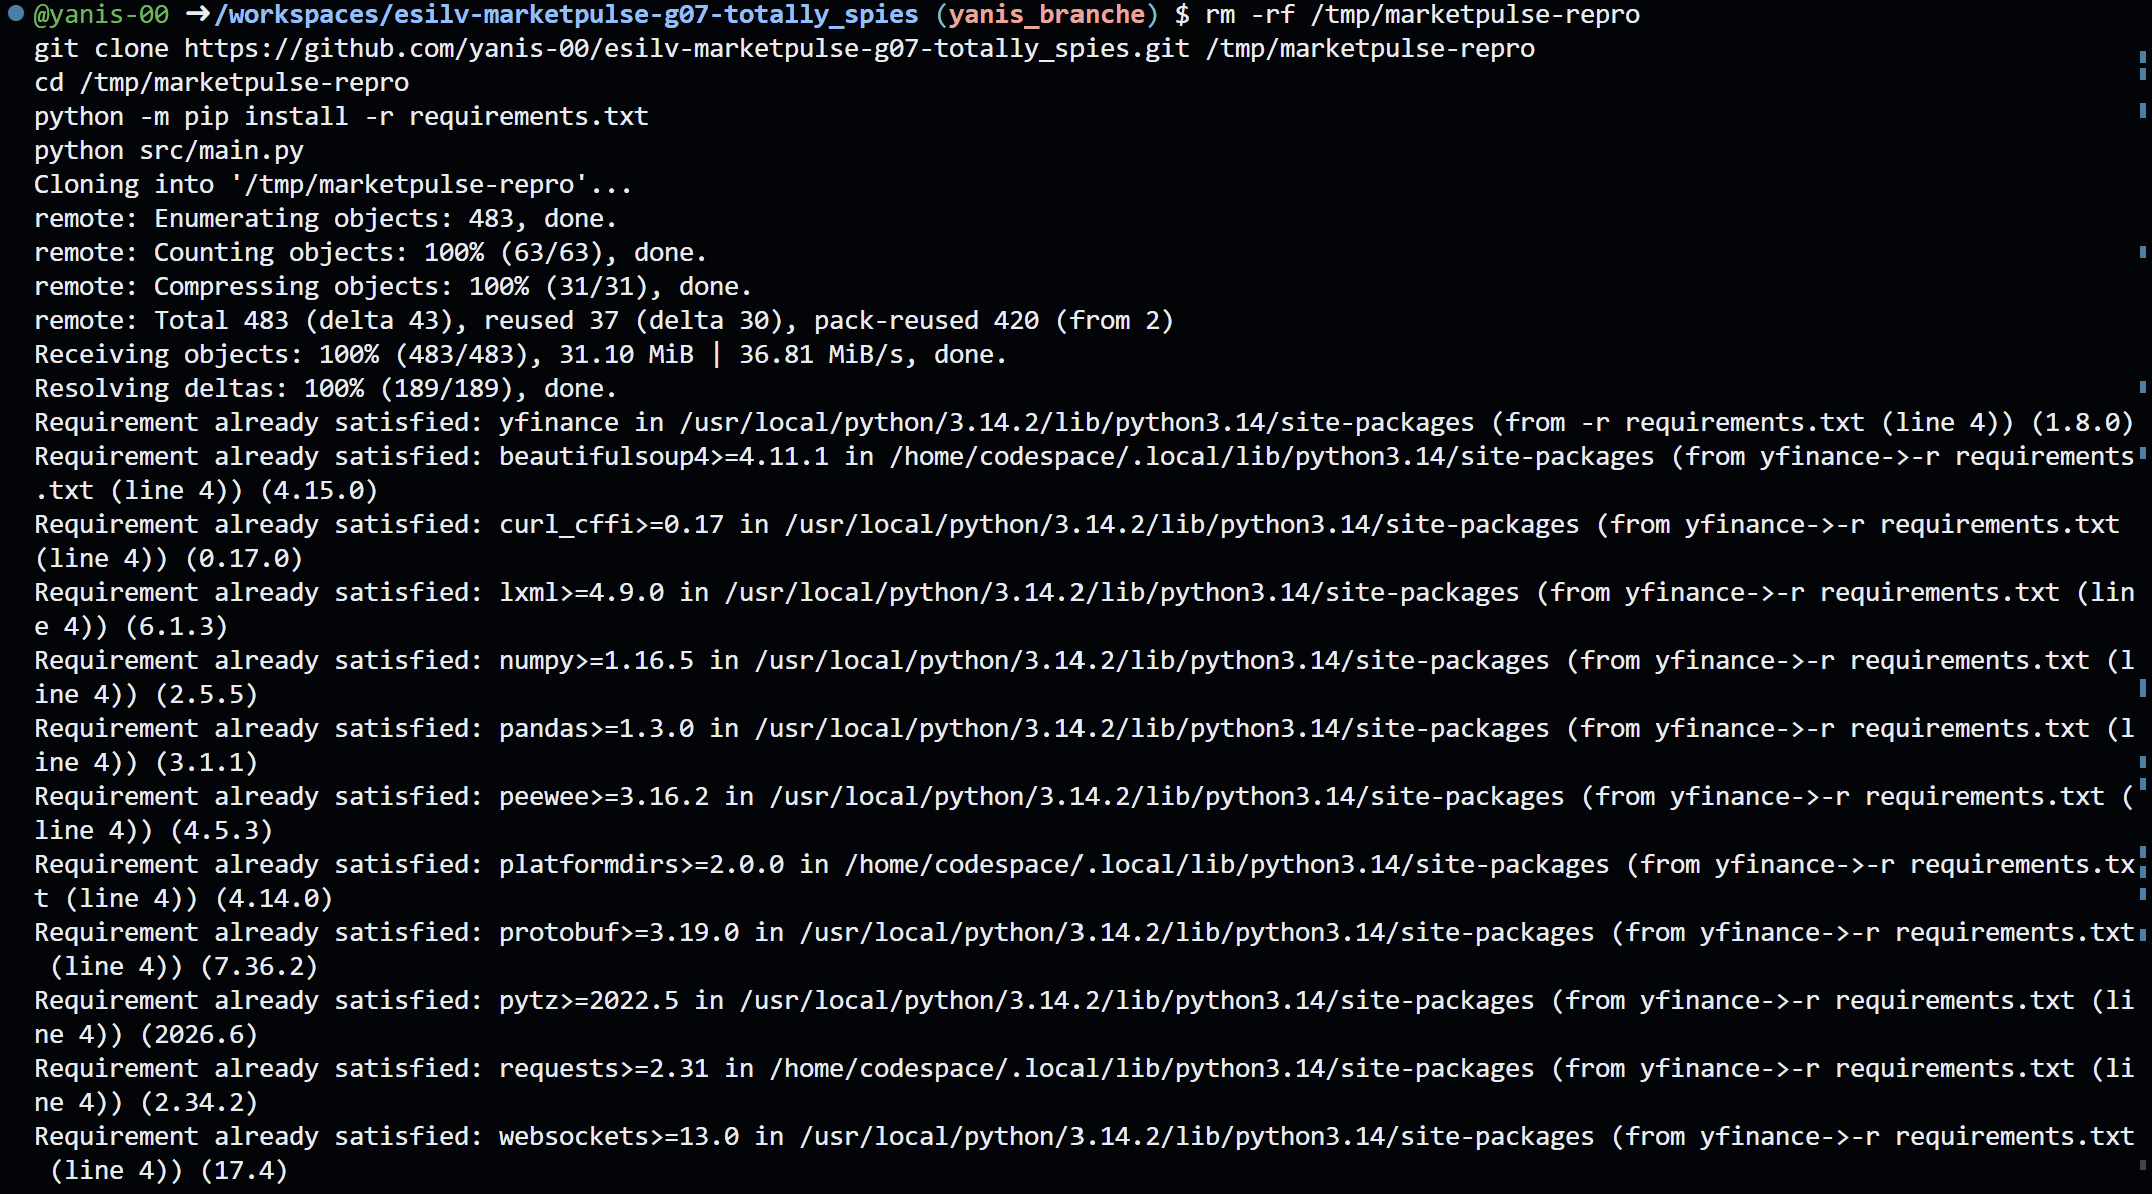 @yanis-00 ➜/workspaces/esilv-marketpulse-g07-totally_spies (yanis_branche) $ rm -rf /tmp/marketpulse-repro
git clone https://github.com/yanis-00/esilv-marketpulse-g07-totally_spies.git /tmp/marketpulse-repro
cd /tmp/marketpulse-repro
python -m pip install -r requirements.txt
python src/main.py
Cloning into '/tmp/marketpulse-repro'...
remote: Enumerating objects: 483, done.
remote: Counting objects: 100% (63/63), done.
remote: Compressing objects: 100% (31/31), done.
remote: Total 483 (delta 43), reused 37 (delta 30), pack-reused 420 (from 2)
Receiving objects: 100% (483/483), 31.10 MiB | 36.81 MiB/s, done.
Resolving deltas: 100% (189/189), done.
Requirement already satisfied: yfinance in /usr/local/python/3.14.2/lib/python3.14/site-packages (from -r requirements.txt (line 4)) (1.8.0)
Requirement already satisfied: beautifulsoup4>=4.11.1 in /home/codespace/.local/lib/python3.14/site-packages (from yfinance->-r requirements
.txt (line 4)) (4.15.0)
Requirement already satisfied: curl_cffi>=0.17 in /usr/local/python/3.14.2/lib/python3.14/site-packages (from yfinance->-r requirements.txt
(line 4)) (0.17.0)
Requirement already satisfied: lxml>=4.9.0 in /usr/local/python/3.14.2/lib/python3.14/site-packages (from yfinance->-r requirements.txt (lin
e 4)) (6.1.3)
Requirement already satisfied: numpy>=1.16.5 in /usr/local/python/3.14.2/lib/python3.14/site-packages (from yfinance->-r requirements.txt (l
ine 4)) (2.5.5)
Requirement already satisfied: pandas>=1.3.0 in /usr/local/python/3.14.2/lib/python3.14/site-packages (from yfinance->-r requirements.txt (l
ine 4)) (3.1.1)
Requirement already satisfied: peewee>=3.16.2 in /usr/local/python/3.14.2/lib/python3.14/site-packages (from yfinance->-r requirements.txt (
line 4)) (4.5.3)
Requirement already satisfied: platformdirs>=2.0.0 in /home/codespace/.local/lib/python3.14/site-packages (from yfinance->-r requirements.tx
t (line 4)) (4.14.0)
Requirement already satisfied: protobuf>=3.19.0 in /usr/local/python/3.14.2/lib/python3.14/site-packages (from yfinance->-r requirements.txt
 (line 4)) (7.36.2)
Requirement already satisfied: pytz>=2022.5 in /usr/local/python/3.14.2/lib/python3.14/site-packages (from yfinance->-r requirements.txt (li
ne 4)) (2026.6)
Requirement already satisfied: requests>=2.31 in /home/codespace/.local/lib/python3.14/site-packages (from yfinance->-r requirements.txt (li
ne 4)) (2.34.2)
Requirement already satisfied: websockets>=13.0 in /usr/local/python/3.14.2/lib/python3.14/site-packages (from yfinance->-r requirements.txt
 (line 4)) (17.4)